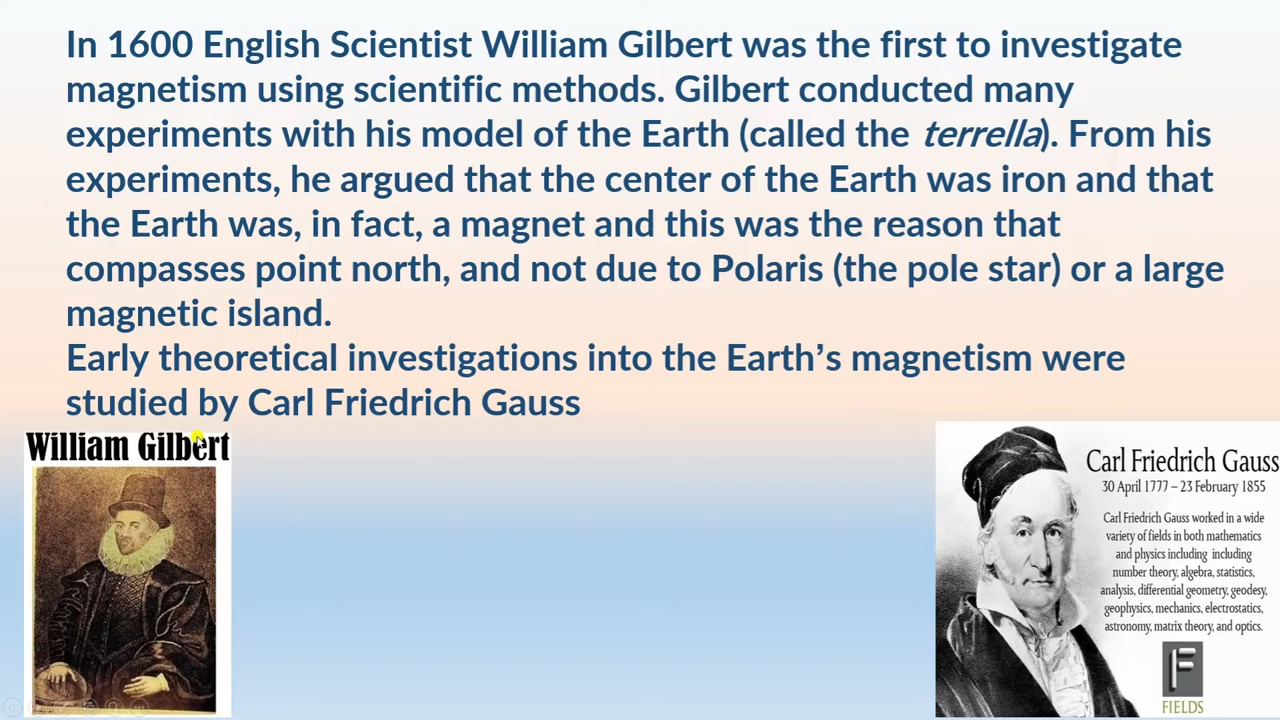 In 1600 English Scientist William Gilbert was the first to investigate
magnetism using scientific methods. Gilbert conducted many
experiments with his model of the Earth (called the terrella). From his
experiments, he argued that the center of the Earth was iron and that
the Earth was, in fact, a magnet and this was the reason that
compasses point north, and not due to Polaris (the pole star) or a large
magnetic island.
Early theoretical investigations into the Earth’s magnetism were
studied by Carl Friedrich Gauss
William Gilbert
Carl Friedrich Gauss
30 April 1777 – 23 February 1855
Carl Friedrich Gauss worked in a wide
variety of fields in both mathematics
and physics including including
number theory, algebra, statistics,
analysis, differential geometry, geodesy,
geophysics, mechanics, electrostatics,
astronomy, matrix theory, and optics.
F
FIELDS